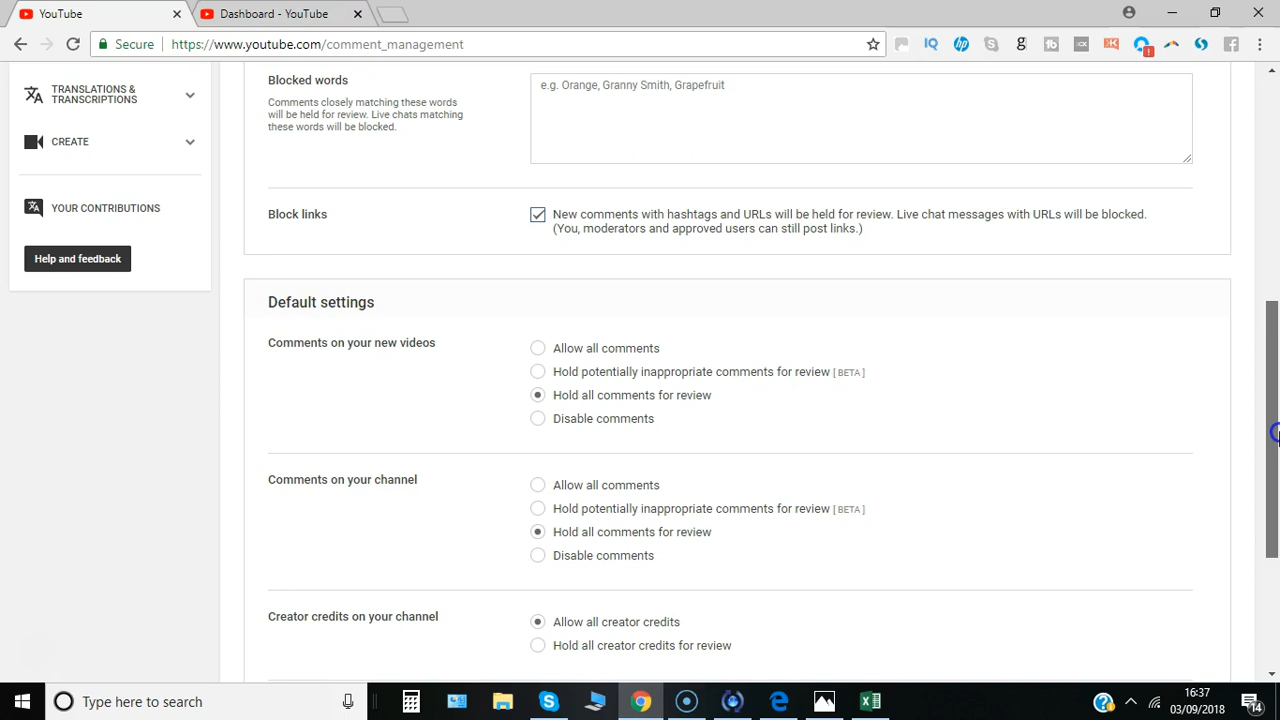 YouTube
Dashboard - YouTube
Secure
https://www.youtube.com/comment_management
TRANSLATIONS &
TRANSCRIPTIONS
CREATE
YOUR CONTRIBUTIONS
Help and feedback
Blocked words
Comments closely matching these words
will be held for review. Live chats matching
these words will be blocked.
e.g. Orange, Granny Smith, Grapefruit
Block links
New comments with hashtags and URLs will be held for review. Live chat messages with URLs will be blocked.
(You, moderators and approved users can still post links.)
Default settings
Comments on your new videos
Allow all comments
Hold potentially inappropriate comments for review [ BETA ]
Hold all comments for review
Disable comments
Comments on your channel
Allow all comments
Hold potentially inappropriate comments for review [ BETA ]
Hold all comments for review
Disable comments
Creator credits on your channel
Allow all creator credits
Hold all creator credits for review
Type here to search
16:37
03/09/2018
14